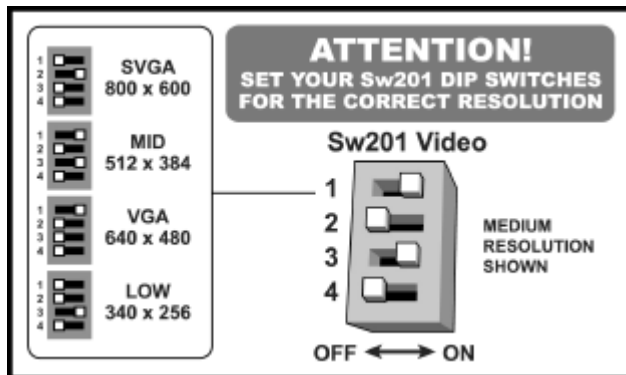 1
2
3
4
SVGA
800 x 600
1
2
3
4
MID
512 x 384
1
2
3
4
VGA
640 x 480
1
2
3
4
LOW
340 x 256
ATTENTION!
SET YOUR Sw201 DIP SWITCHES
FOR THE CORRECT RESOLUTION
Sw201 Video
1
2
3
4
MEDIUM
RESOLUTION
SHOWN
OFF ON